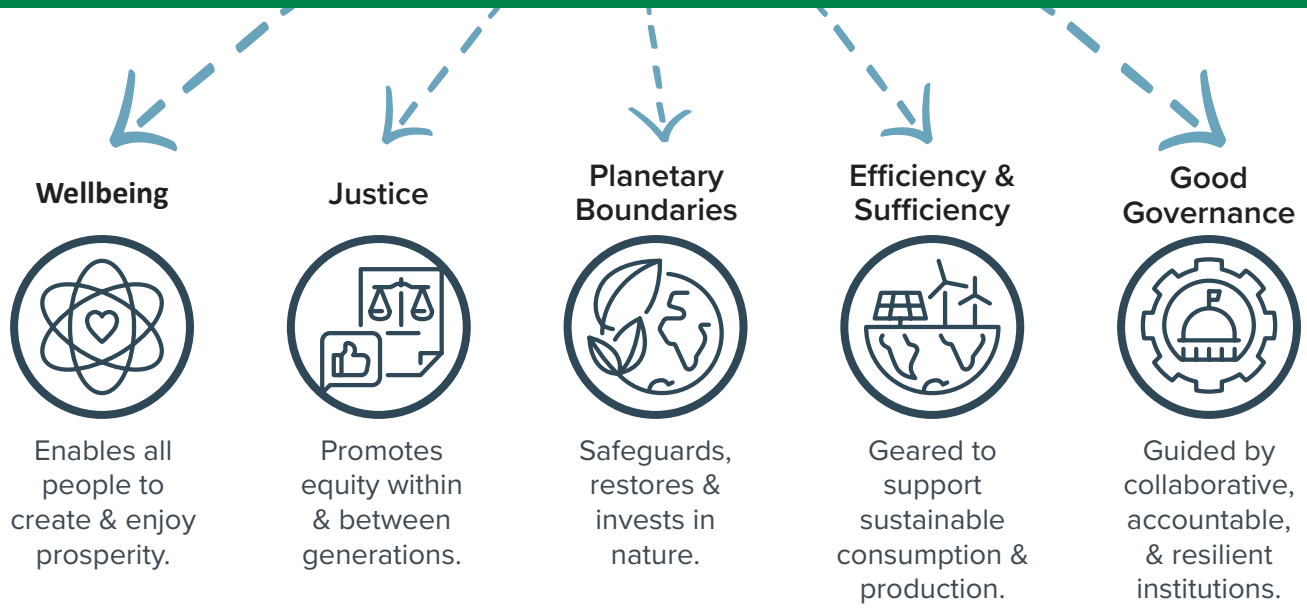 Wellbeing
Enables all
people to
create & enjoy
prosperity.
Justice
Promotes
equity within
& between
generations.
Planetary
Boundaries
Safeguards,
restores &
invests in
nature.
Efficiency &
Sufficiency
Geared to
support
sustainable
consumption &
production.
Good
Governance
Guided by
collaborative,
accountable,
& resilient
institutions.